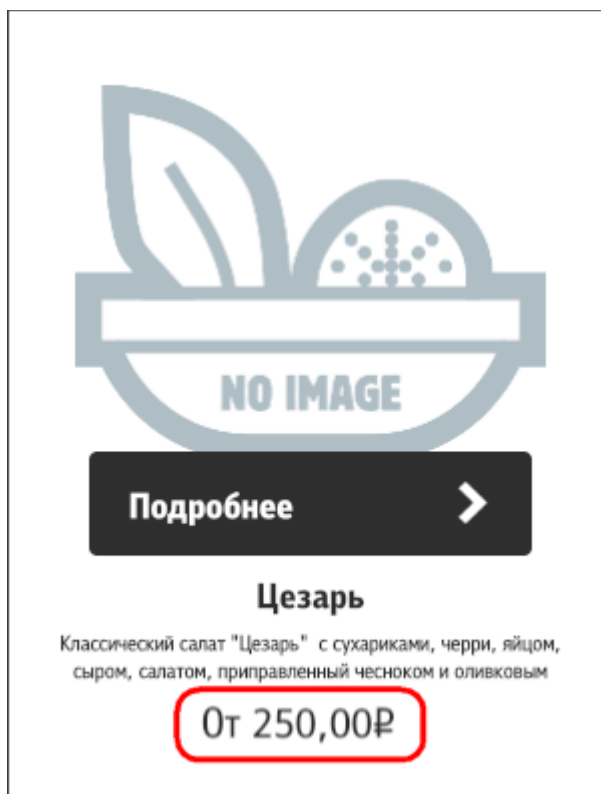 NO IMAGE
Подробнее
Цезарь
Классический салат "Цезарь" с сухариками, черри, яйцом,
сыром, салатом, приправленный чесноком и оливковым
От 250,00₽